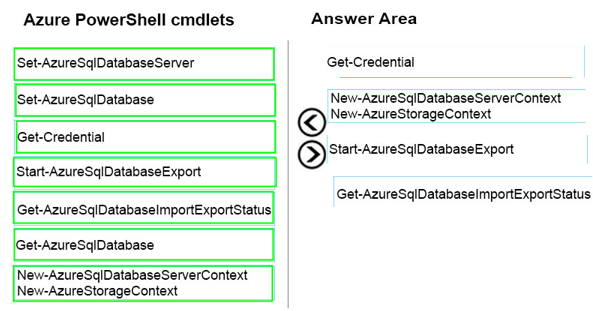 Azure PowerShell cmdlets
Set-AzureSqlDatabaseServer
Set-AzureSqlDatabase
Get-Credential
Start-AzureSqlDatabaseExport
Get-AzureSqlDatabaseImportExportStatus
Get-AzureSqlDatabase
New-AzureSqlDatabaseServerContext
New-AzureStorageContext
Answer Area
Get-Credential
New-AzureSqlDatabaseServerContext
New-AzureStorageContext
Start-AzureSqlDatabaseExport
Get-AzureSqlDatabaseImportExportStatus